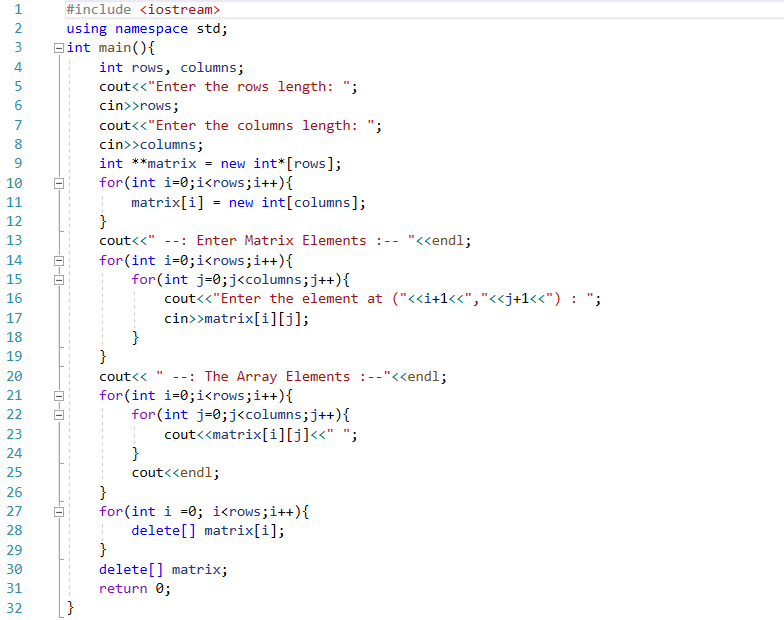 1 #include <iostream>
2 using namespace std;
3 int main(){
4     int rows, columns;
5     cout<<"Enter the rows length: ";
6     cin>>rows;
7     cout<<"Enter the columns length: ";
8     cin>>columns;
9     int **matrix = new int*[rows];
10     for(int i=0;i<rows;i++){
11         matrix[i] = new int[columns];
12     }
13     cout<<" --: Enter Matrix Elements :-- "<<endl;
14     for(int i=0;i<rows;i++){
15         for(int j=0;j<columns;j++){
16             cout<<"Enter the element at ("<<i+1<<","<<j+1<<") : ";
17             cin>>matrix[i][j];
18         }
19     }
20     cout<< " --: The Array Elements :--"<<endl;
21     for(int i=0;i<rows;i++){
22         for(int j=0;j<columns;j++){
23             cout<<matrix[i][j]<<" ";
24         }
25         cout<<endl;
26     }
27     for(int i =0; i<rows;i++){
28         delete[] matrix[i];
29     }
30     delete[] matrix;
31     return 0;
32 }